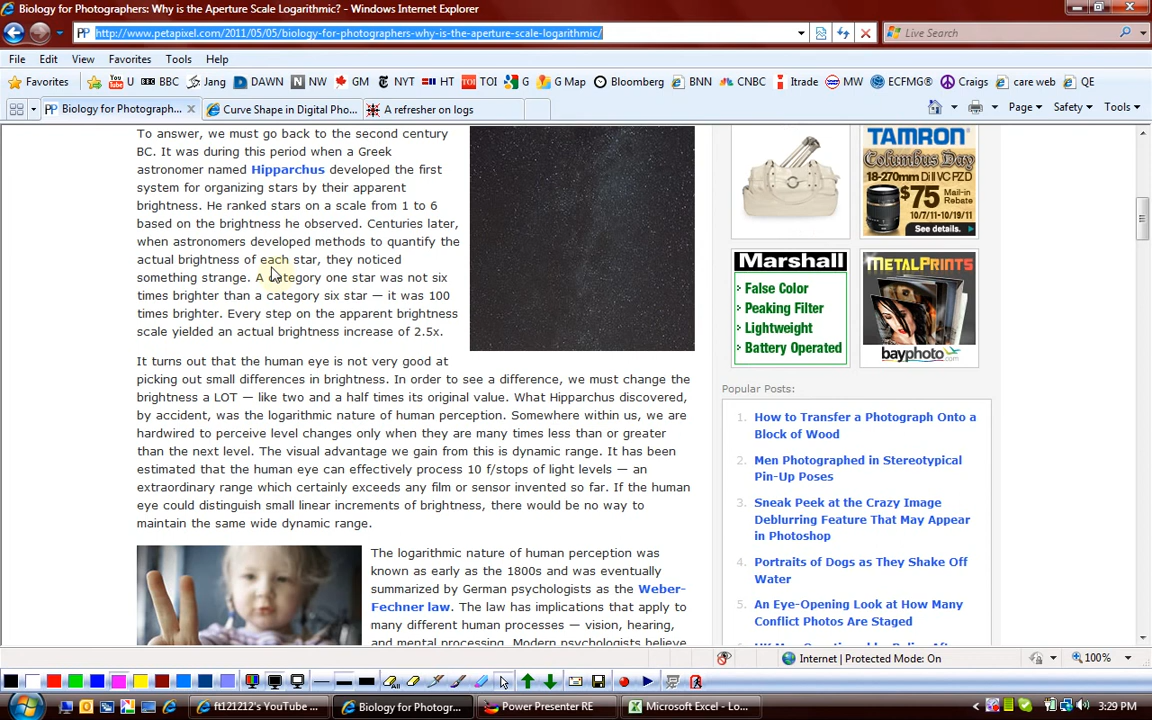 Biology for Photographers: Why is the Aperture Scale Logarithmic? - Windows Internet Explorer
PP http://www.petapixel.com/2011/05/05/biology-for-photographers-why-is-the-aperture-scale-logarithmic/
Live Search
File Edit View Favorites Tools Help
Favorites You Tube U BBC Jang DAWN N NW GM NYT HT TOI TOI G G Map Bloomberg BNN CNBC Itrade MW ECFMG® Craigs care web QE
PP Biology for Photograph... Curve Shape in Digital Pho... A refresher on logs
Page Safety Tools
To answer, we must go back to the second century
BC. It was during this period when a Greek
astronomer named Hipparchus developed the first
system for organizing stars by their apparent
brightness. He ranked stars on a scale from 1 to 6
based on the brightness he observed. Centuries later,
when astronomers developed methods to quantify the
actual brightness of each star, they noticed
something strange. A category one star was not six
times brighter than a category six star — it was 100
times brighter. Every step on the apparent brightness
scale yielded an actual brightness increase of 2.5x.
It turns out that the human eye is not very good at
picking out small differences in brightness. In order to see a difference, we must change the
brightness a LOT — like two and a half times its original value. What Hipparchus discovered,
by accident, was the logarithmic nature of human perception. Somewhere within us, we are
hardwired to perceive level changes only when they are many times less than or greater
than the next level. The visual advantage we gain from this is dynamic range. It has been
estimated that the human eye can effectively process 10 f/stops of light levels — an
extraordinary range which certainly exceeds any film or sensor invented so far. If the human
eye could distinguish small linear increments of brightness, there would be no way to
maintain the same wide dynamic range.
The logarithmic nature of human perception was
known as early as the 1800s and was eventually
summarized by German psychologists as the Weber-
Fechner law. The law has implications that apply to
many different human processes — vision, hearing,
and mental processing. Modern psychologists believe
TAMRON
Columbus Day
18-270mm Di II VC PZD
$75 Mail-in
Rebate
10/7/11-10/19/11
See details.
Marshall
False Color
Peaking Filter
Lightweight
Battery Operated
METALPRINTS
bayphoto.com
Popular Posts:
1. How to Transfer a Photograph Onto a
Block of Wood
2. Men Photographed in Stereotypical
Pin-Up Poses
3. Sneak Peek at the Crazy Image
Deblurring Feature That May Appear
in Photoshop
4. Portraits of Dogs as They Shake Off
Water
5. An Eye-Opening Look at How Many
Conflict Photos Are Staged
Internet | Protected Mode: On
100%
All
ft121212's YouTube ... Biology for Photogr... Power Presenter RE Microsoft Excel - Lo...
3:29 PM